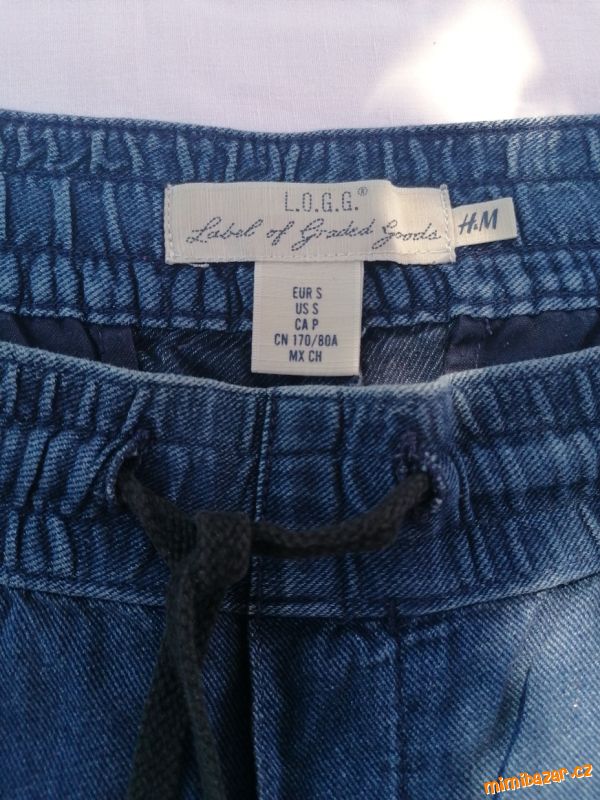 L.O.G.G.®
Label of Graded Goods
H&M
EUR S
US S
CA P
CN 170/80A
MX CH
mimibazar.cz